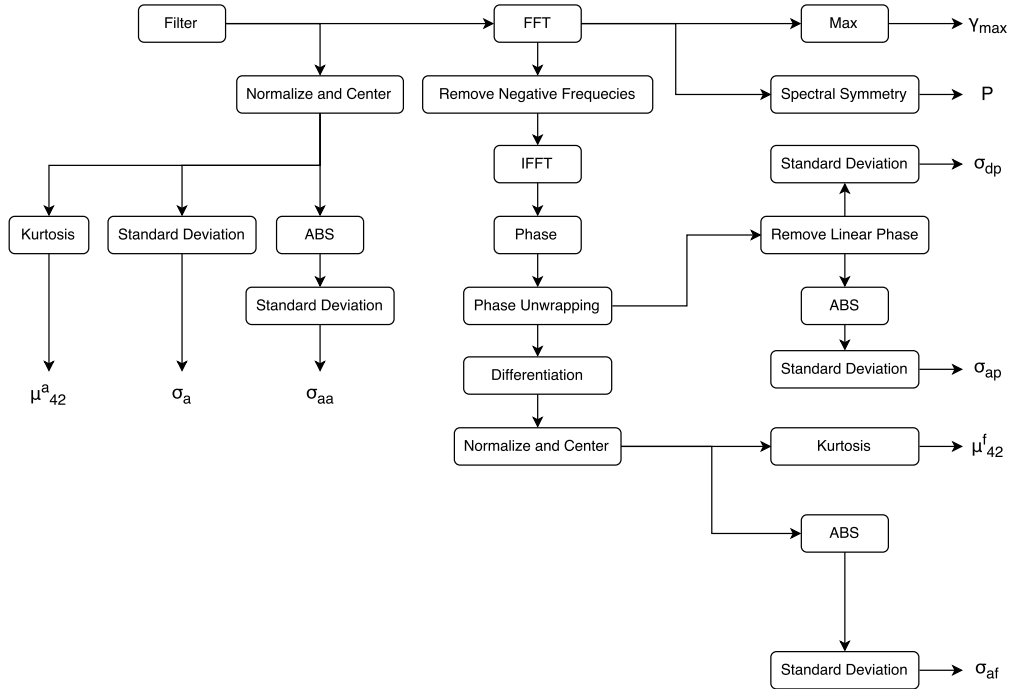 Filter
FFT
Max
γmax
Normalize and Center
Remove Negative Frequecies
Spectral Symmetry
P
IFFT
Standard Deviation
σdp
Kurtosis
Standard Deviation
ABS
Phase
Remove Linear Phase
Standard Deviation
Phase Unwrapping
ABS
Differentiation
Standard Deviation
σap
μa42
σa
σaa
Normalize and Center
Kurtosis
μf42
ABS
Standard Deviation
σaf